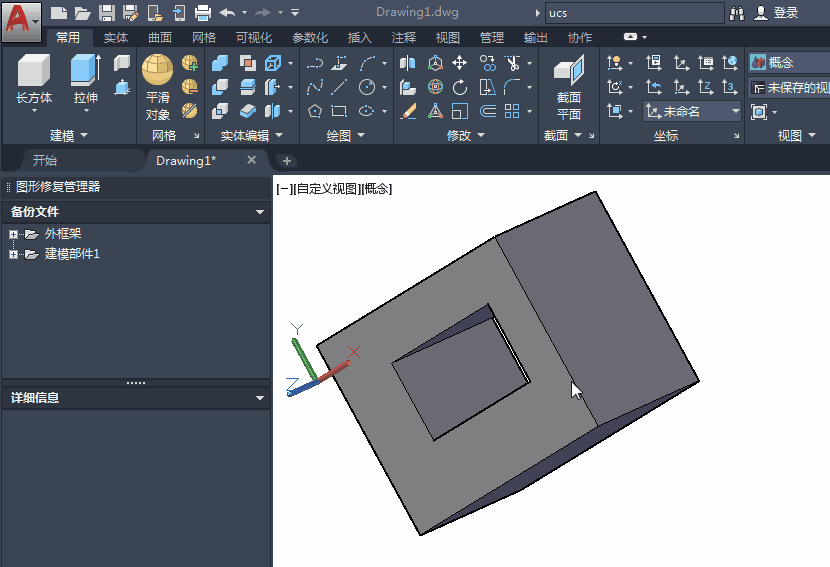 Drawing1.dwg
ucs
登录
常用 实体 曲面 网格 可视化 参数化 插入 注释 视图 管理 输出 协作
长方体
拉伸
平滑
对象
截面
平面
未命名
概念
未保存的视
建模 网格 实体编辑 绘图 修改 截面 坐标 视图
开始 Drawing1*
图形修复管理器
备份文件
外框架
建模部件1
详细信息
[−][自定义视图][概念]
Y
X
Z